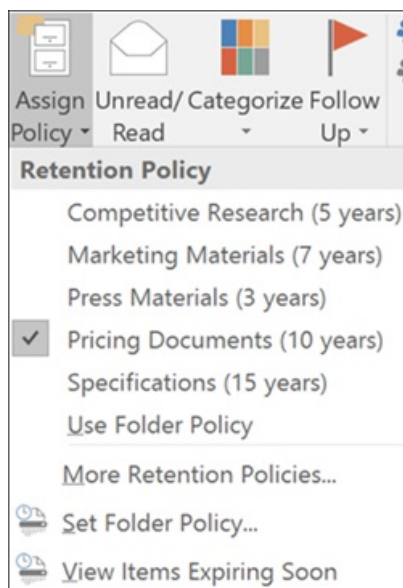 Assign Unread/ Categorize Follow
Policy Read Up
Retention Policy
Competitive Research (5 years)
Marketing Materials (7 years)
Press Materials (3 years)
Pricing Documents (10 years)
Specifications (15 years)
Use Folder Policy
More Retention Policies...
Set Folder Policy...
View Items Expiring Soon